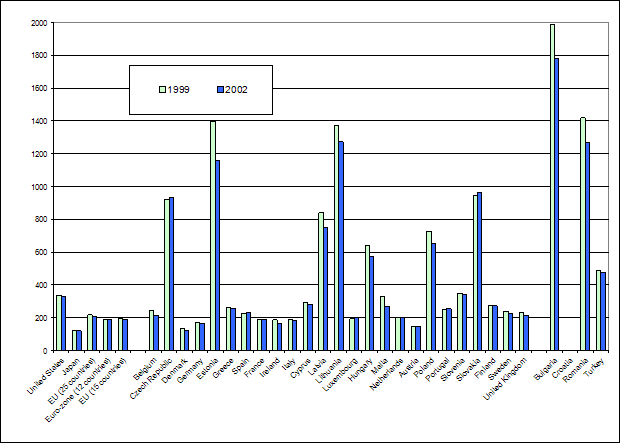 2000
1800
1600
1400
1200
1000
800
600
400
200
0
1999 2002
United States
Japan
EU (25 countries)
Euro-zone (12 countries)
EU (15 countries)
Belgium
Czech Republic
Denmark
Germany
Estonia
Greece
Spain
France
Ireland
Italy
Cyprus
Latvia
Lithuania
Luxembourg
Hungary
Malta
Netherlands
Austria
Poland
Portugal
Slovenia
Slovakia
Finland
Sweden
United Kingdom
Bulgaria
Croatia
Romania
Turkey